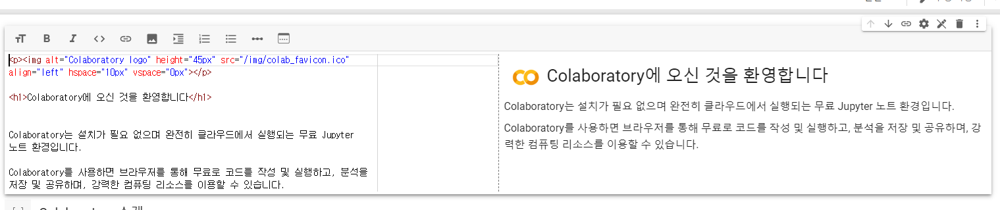 <p><img alt="Colaboratory logo" height="45px" src="/img/colab_favicon.ico"
align="left" hspace="10px" vspace="0px"></p>
<h1>Colaboratory에 오신 것을 환영합니다</h1>
Colaboratory는 설치가 필요 없으며 완전히 클라우드에서 실행되는 무료 Jupyter
노트 환경입니다.
Colaboratory를 사용하면 브라우저를 통해 무료로 코드를 작성 및 실행하고, 분석을
저장 및 공유하며, 강력한 컴퓨팅 리소스를 이용할 수 있습니다.
Colaboratory에 오신 것을 환영합니다
Colaboratory는 설치가 필요 없으며 완전히 클라우드에서 실행되는 무료 Jupyter 노트 환경입니다.
Colaboratory를 사용하면 브라우저를 통해 무료로 코드를 작성 및 실행하고, 분석을 저장 및 공유하며, 강
력한 컴퓨팅 리소스를 이용할 수 있습니다.